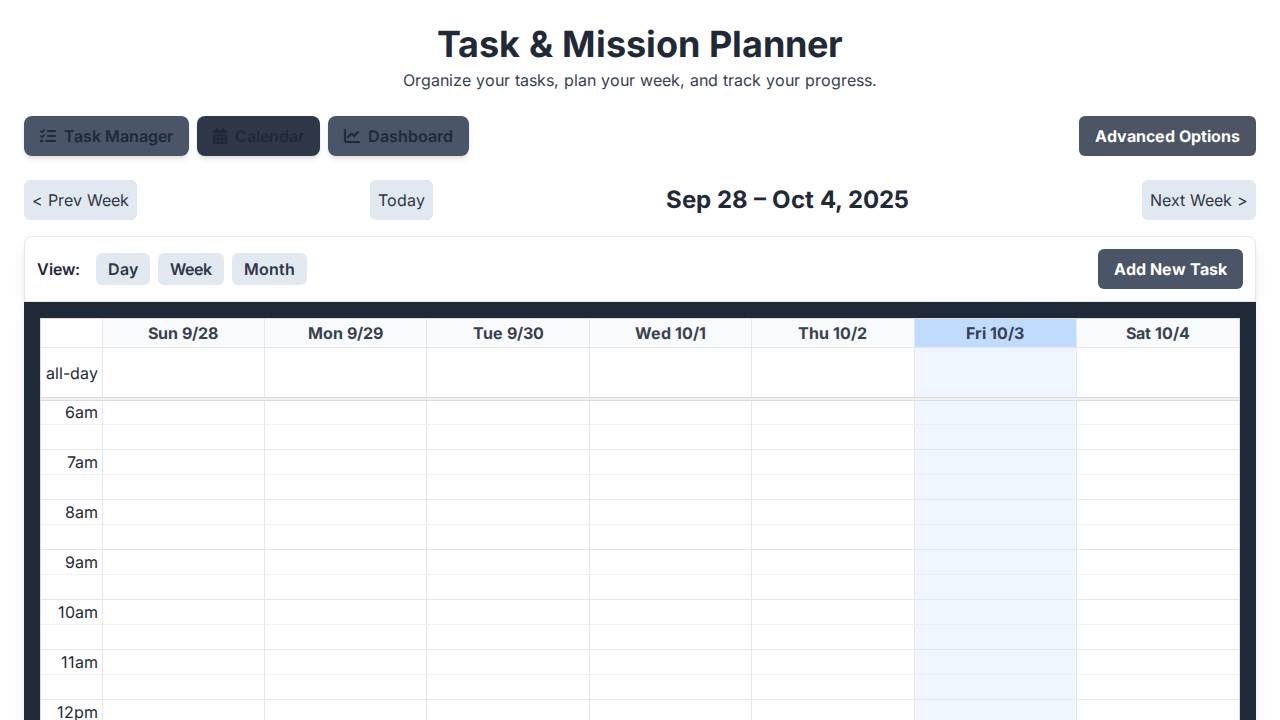 Task & Mission Planner
Organize your tasks, plan your week, and track your progress.
Task Manager
Calendar
Dashboard
Advanced Options
< Prev Week
Today
Sep 28 – Oct 4, 2025
Next Week >
View:
Day
Week
Month
Add New Task
Sun 9/28
Mon 9/29
Tue 9/30
Wed 10/1
Thu 10/2
Fri 10/3
Sat 10/4
all-day
6am
7am
8am
9am
10am
11am
12pm